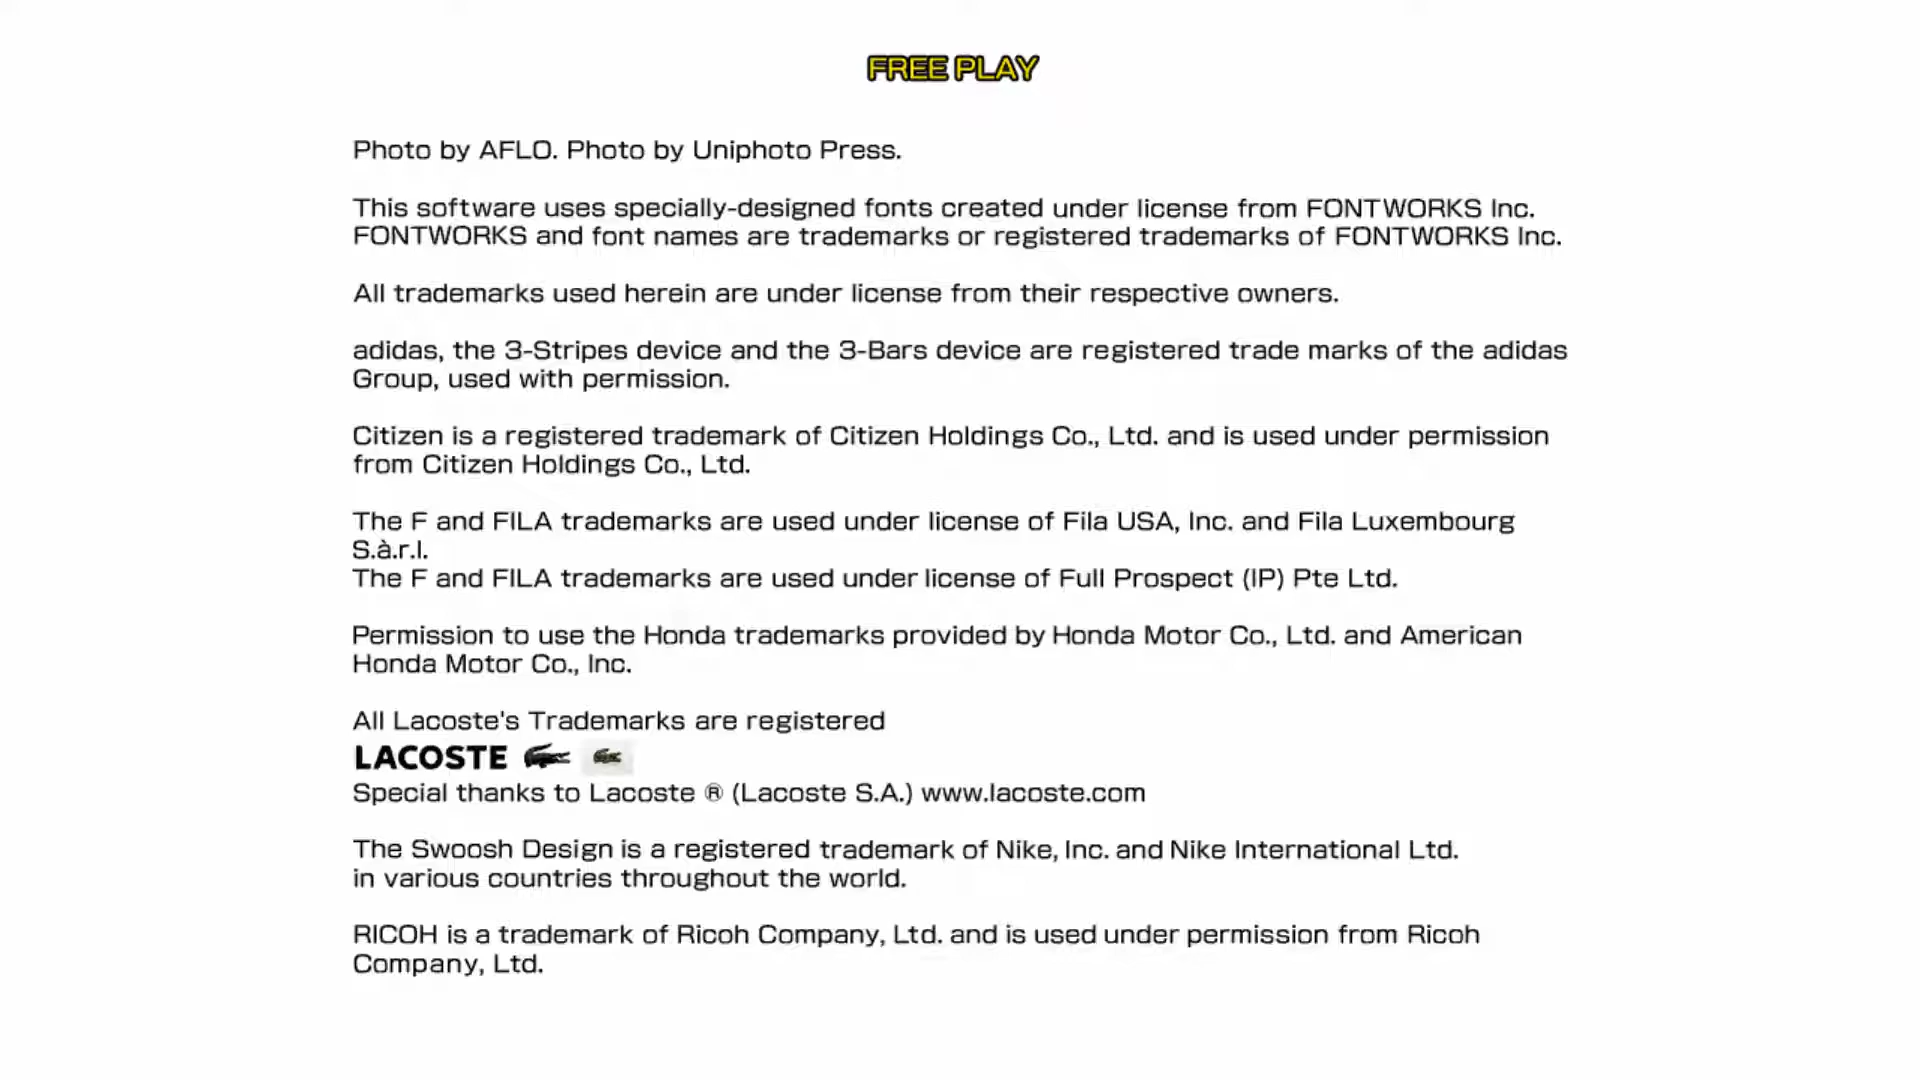 FREE PLAY
Photo by AFLO. Photo by Uniphoto Press.
This software uses specially-designed fonts created under license from FONTWORKS Inc.
FONTWORKS and font names are trademarks or registered trademarks of FONTWORKS Inc.
All trademarks used herein are under license from their respective owners.
adidas, the 3-Stripes device and the 3-Bars device are registered trade marks of the adidas
Group, used with permission.
Citizen is a registered trademark of Citizen Holdings Co., Ltd. and is used under permission
from Citizen Holdings Co., Ltd.
The F and FILA trademarks are used under license of Fila USA, Inc. and Fila Luxembourg
S.à.r.l.
The F and FILA trademarks are used under license of Full Prospect (IP) Pte Ltd.
Permission to use the Honda trademarks provided by Honda Motor Co., Ltd. and American
Honda Motor Co., Inc.
All Lacoste's Trademarks are registered
LACOSTE
Special thanks to Lacoste ® (Lacoste S.A.) www.lacoste.com
The Swoosh Design is a registered trademark of Nike, Inc. and Nike International Ltd.
in various countries throughout the world.
RICOH is a trademark of Ricoh Company, Ltd. and is used under permission from Ricoh
Company, Ltd.